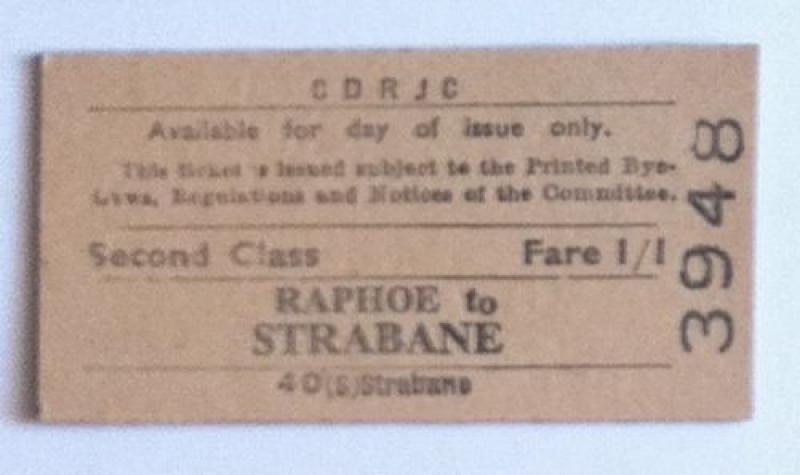 C D R J C
Available for day of issue only.
This ticket is issued subject to the Printed Bye-
Laws, Regulations and Notices of the Committee.
Second Class Fare 1/1
RAPHOE to
STRABANE
40(S)Strabane
3948